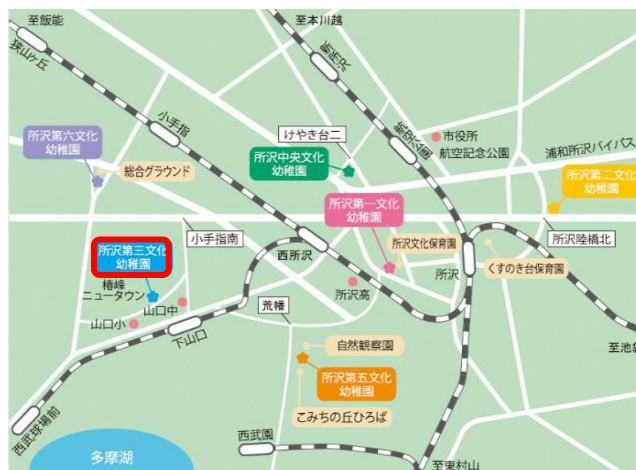 至飯能
至本川越
狭山ヶ丘
新所沢
小手指
けやき台二
航空公園
市役所
航空記念公園
浦和所沢バイパス
所沢第六文化
幼稚園
総合グラウンド
所沢中央文化
幼稚園
所沢第二文化
幼稚園
所沢第一文化
幼稚園
小手指南
所沢文化保育園
所沢陸橋北
所沢第三文化
幼稚園
西所沢
所沢
くすのき台保育園
椿峰
ニュータウン
山口中
所沢高
荒幡
山口小
下山口
自然観察園
至池袋
所沢第五文化
幼稚園
こみちの丘ひろば
西武球場前
西武園
多摩湖
至東村山